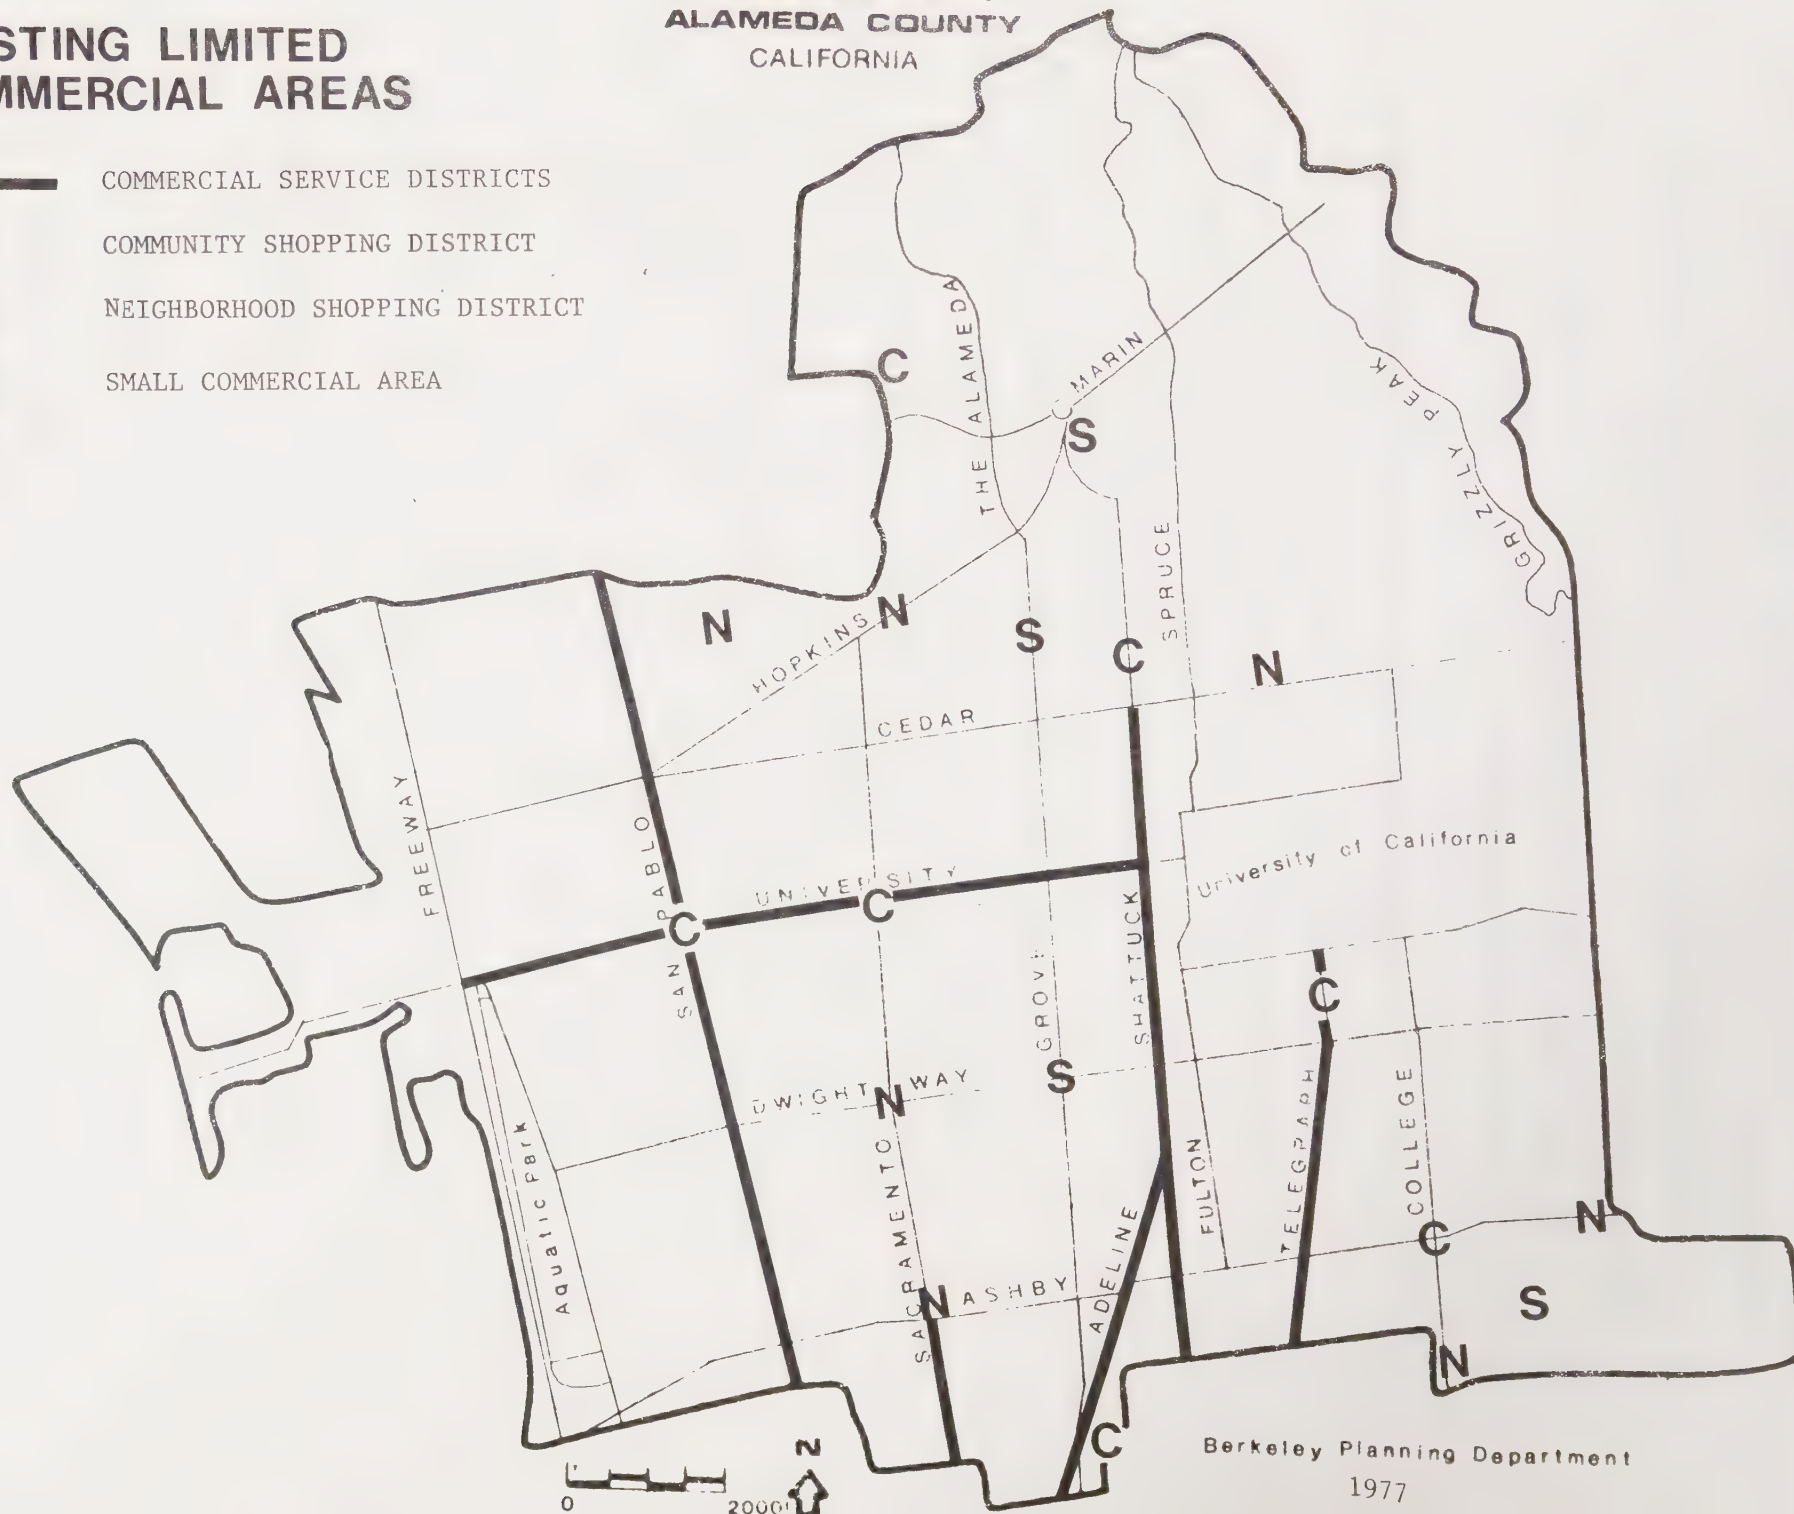 STING LIMITED
MMERCIAL AREAS
ALAMEDA COUNTY
CALIFORNIA
COMMERCIAL SERVICE DISTRICTS
COMMUNITY SHOPPING DISTRICT
NEIGHBORHOOD SHOPPING DISTRICT
SMALL COMMERCIAL AREA
C
THE ALAMEDA
MARIN
S
GRIZZLY PEAK
SPRUCE
N
HOPKINS
N
S
C
N
CEDAR
FREEWAY
SAN PABLO
UNIVERSITY
C
C
University of California
GROVE
SHATTUCK
C
DWIGHT WAY
N
S
Aquatic Park
SACRAMENTO
FULTON
TELEGRAPH
COLLEGE
C
N
ADELINE
N
ASHBY
S
N
C
Berkeley Planning Department
1977
N
0
2000'